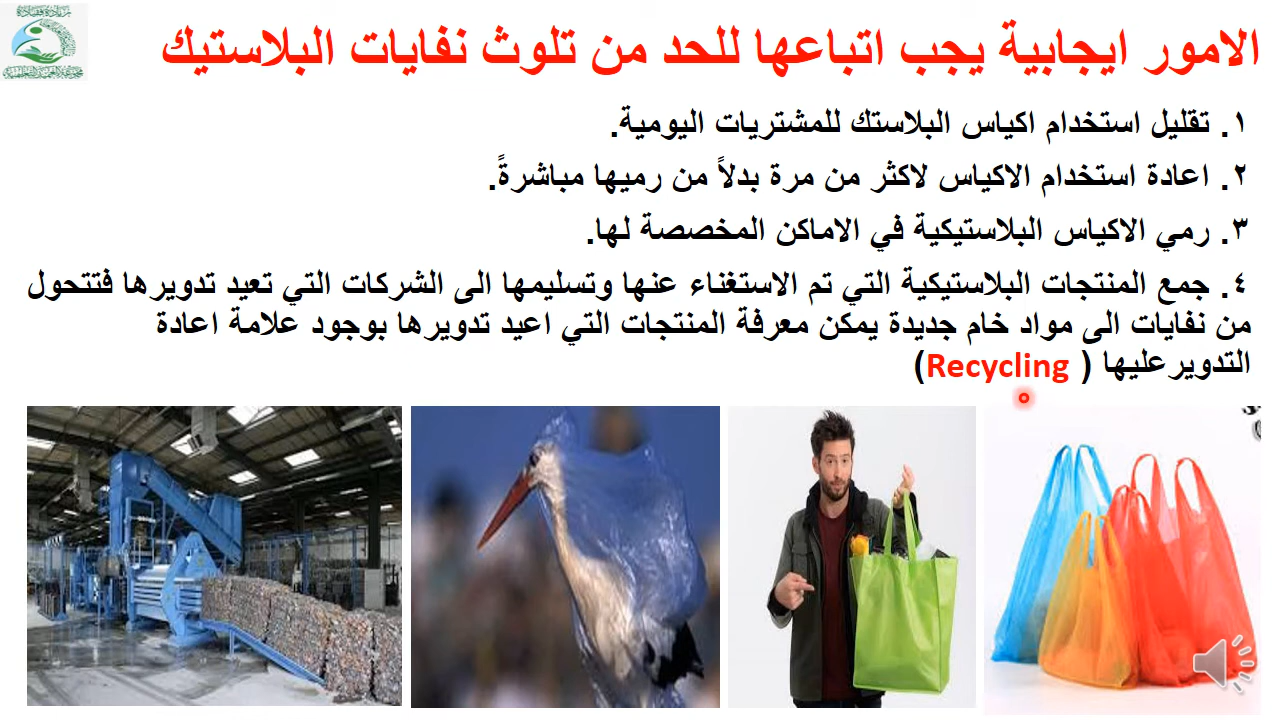 الامور ايجابية يجب اتباعها للحد من تلوث نفايات البلاستيك
١. تقليل استخدام اكياس البلاستك للمشتريات اليومية.
٢. اعادة استخدام الاكياس لاكثر من مرة بدلاً من رميها مباشرةً.
٣. رمي الاكياس البلاستيكية في الاماكن المخصصة لها.
٤. جمع المنتجات البلاستيكية التي تم الاستغناء عنها وتسليمها الى الشركات التي تعيد تدويرها فتتحول
من نفايات الى مواد خام جديدة يمكن معرفة المنتجات التي اعيد تدويرها بوجود علامة اعادة
التدويرعليها ( Recycling)